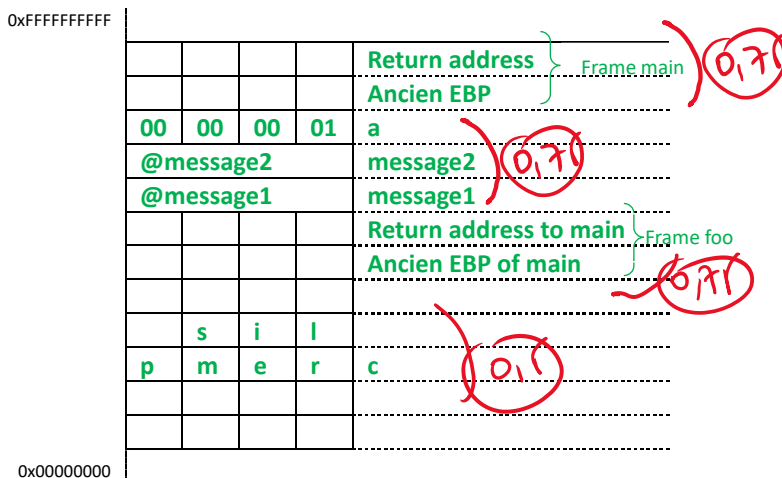 0xFFFFFFFFFF
Return address
Frame main
0,75
Ancien EBP
00 00 00 01 a
@message2 message2
0,75
@message1 message1
Return address to main
Frame foo
Ancien EBP of main
0,75
s i l
p m e r c
0,5
0x00000000